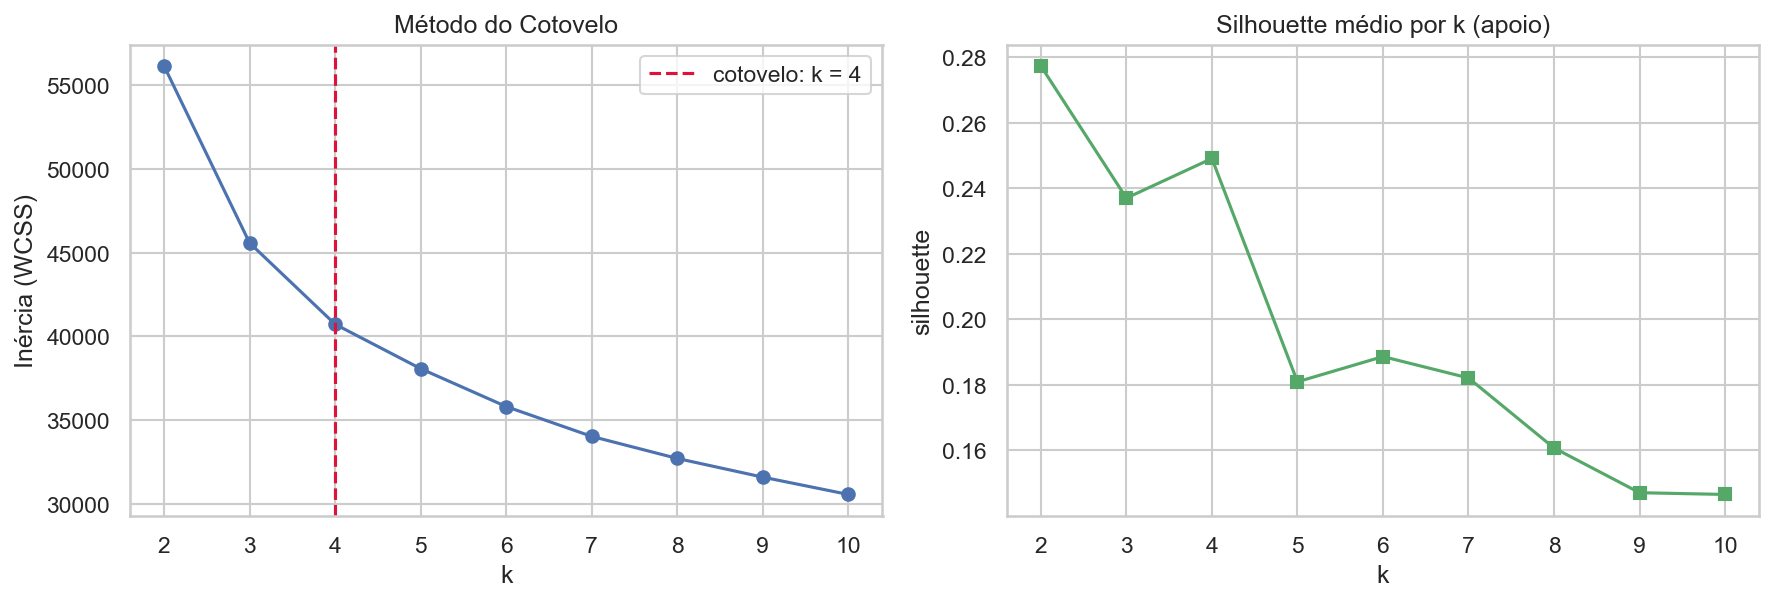 Método do Cotovelo
cotovelo: k = 4
Inércia (WCSS)
55000
50000
45000
40000
35000
30000
2 3 4 5 6 7 8 9 10
k
Silhouette médio por k (apoio)
silhouette
0.28
0.26
0.24
0.22
0.20
0.18
0.16
2 3 4 5 6 7 8 9 10
k